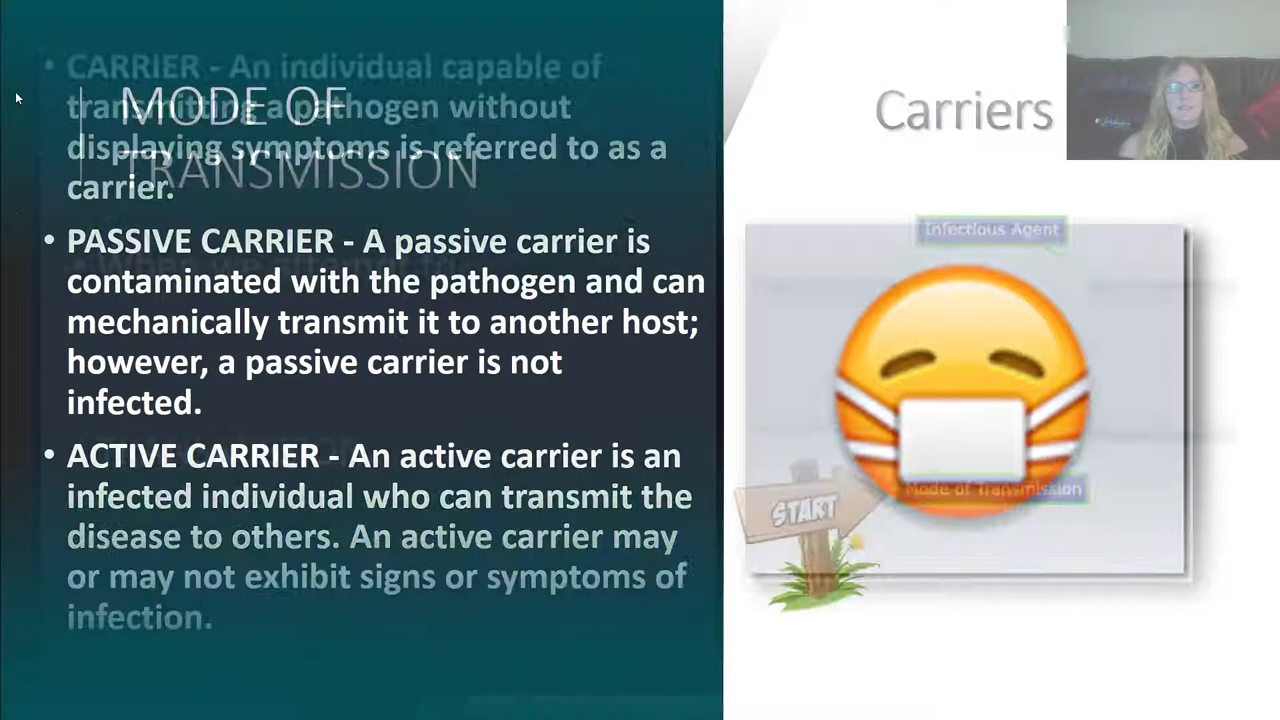 • CARRIER - An individual capable of
transmitting a pathogen without
displaying symptoms is referred to as a
carrier.
MODE OF
TRANSMISSION
• PASSIVE CARRIER - A passive carrier is
contaminated with the pathogen and can
mechanically transmit it to another host;
however, a passive carrier is not
infected.
• ACTIVE CARRIER - An active carrier is an
infected individual who can transmit the
disease to others. An active carrier may
or may not exhibit signs or symptoms of
infection.
Carriers
Infectious Agent
Mode of Transmission
START